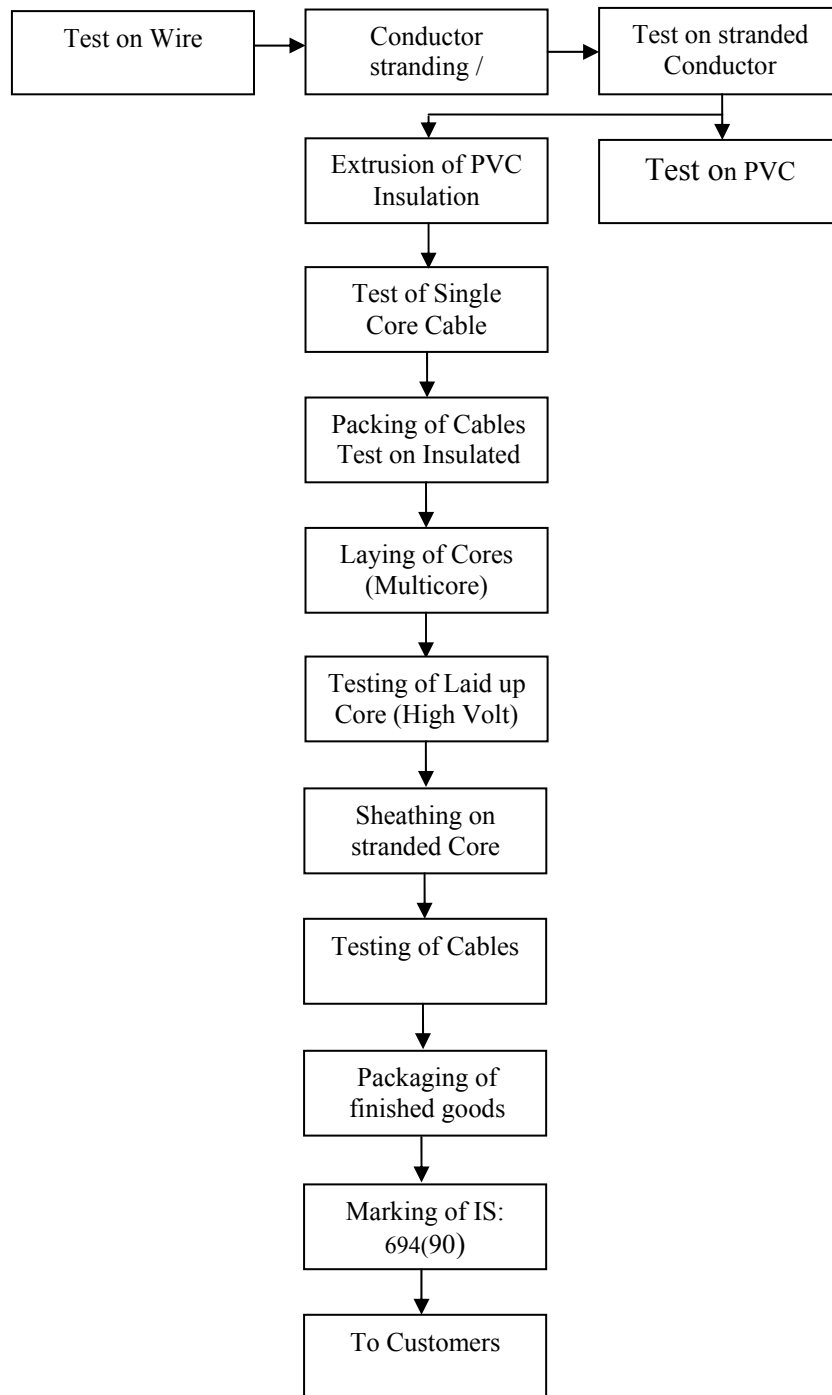 Test on Wire
Conductor
stranding /
Test on stranded
Conductor
Extrusion of PVC
Insulation
Test on PVC
Test of Single
Core Cable
Packing of Cables
Test on Insulated
Laying of Cores
(Multicore)
Testing of Laid up
Core (High Volt)
Sheathing on
stranded Core
Testing of Cables
Packaging of
finished goods
Marking of IS:
694(90)
To Customers